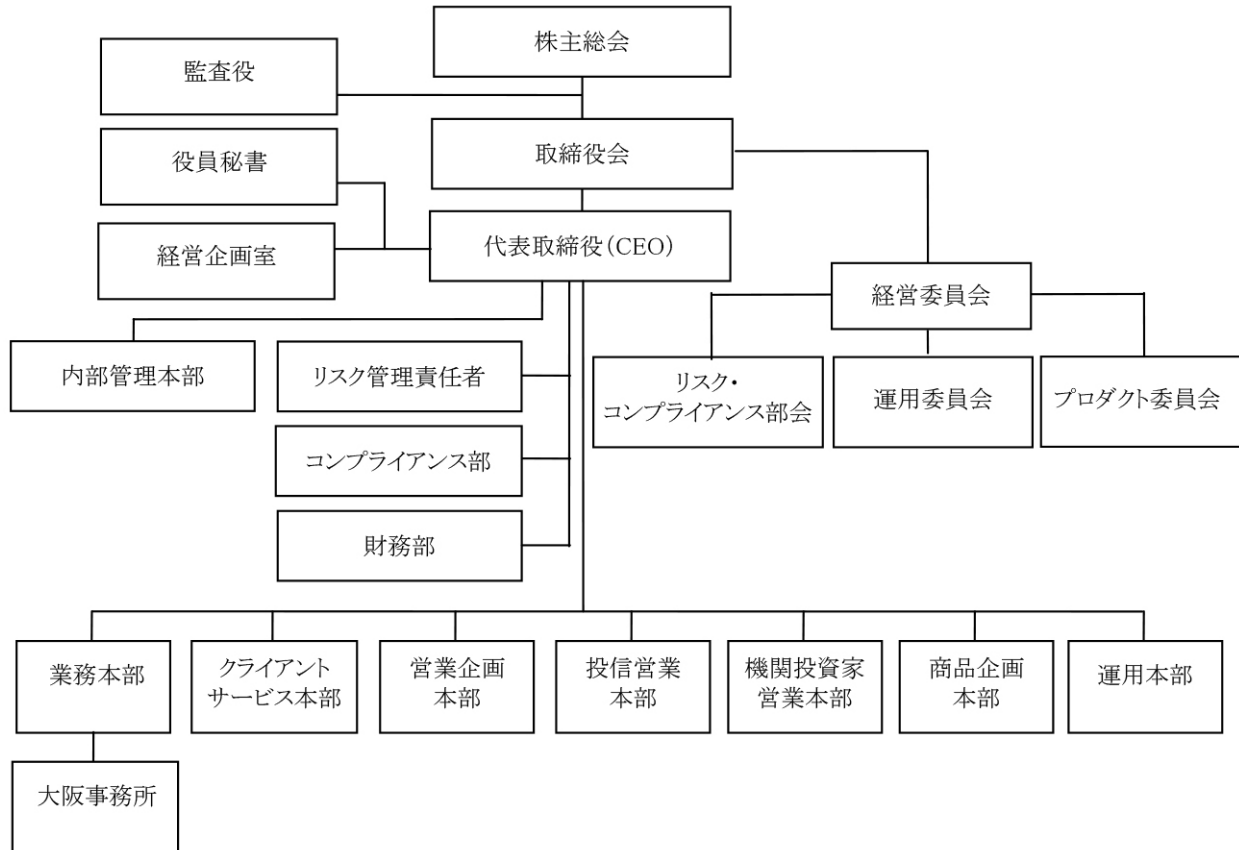 株主総会
監査役
取締役会
役員秘書
代表取締役(CEO)
経営企画室
経営委員会
内部管理本部
リスク管理責任者
リスク・
コンプライアンス部会
運用委員会
プロダクト委員会
コンプライアンス部
財務部
業務本部
クライアント
サービス本部
営業企画
本部
投信営業
本部
機関投資家
営業本部
商品企画
本部
運用本部
大阪事務所